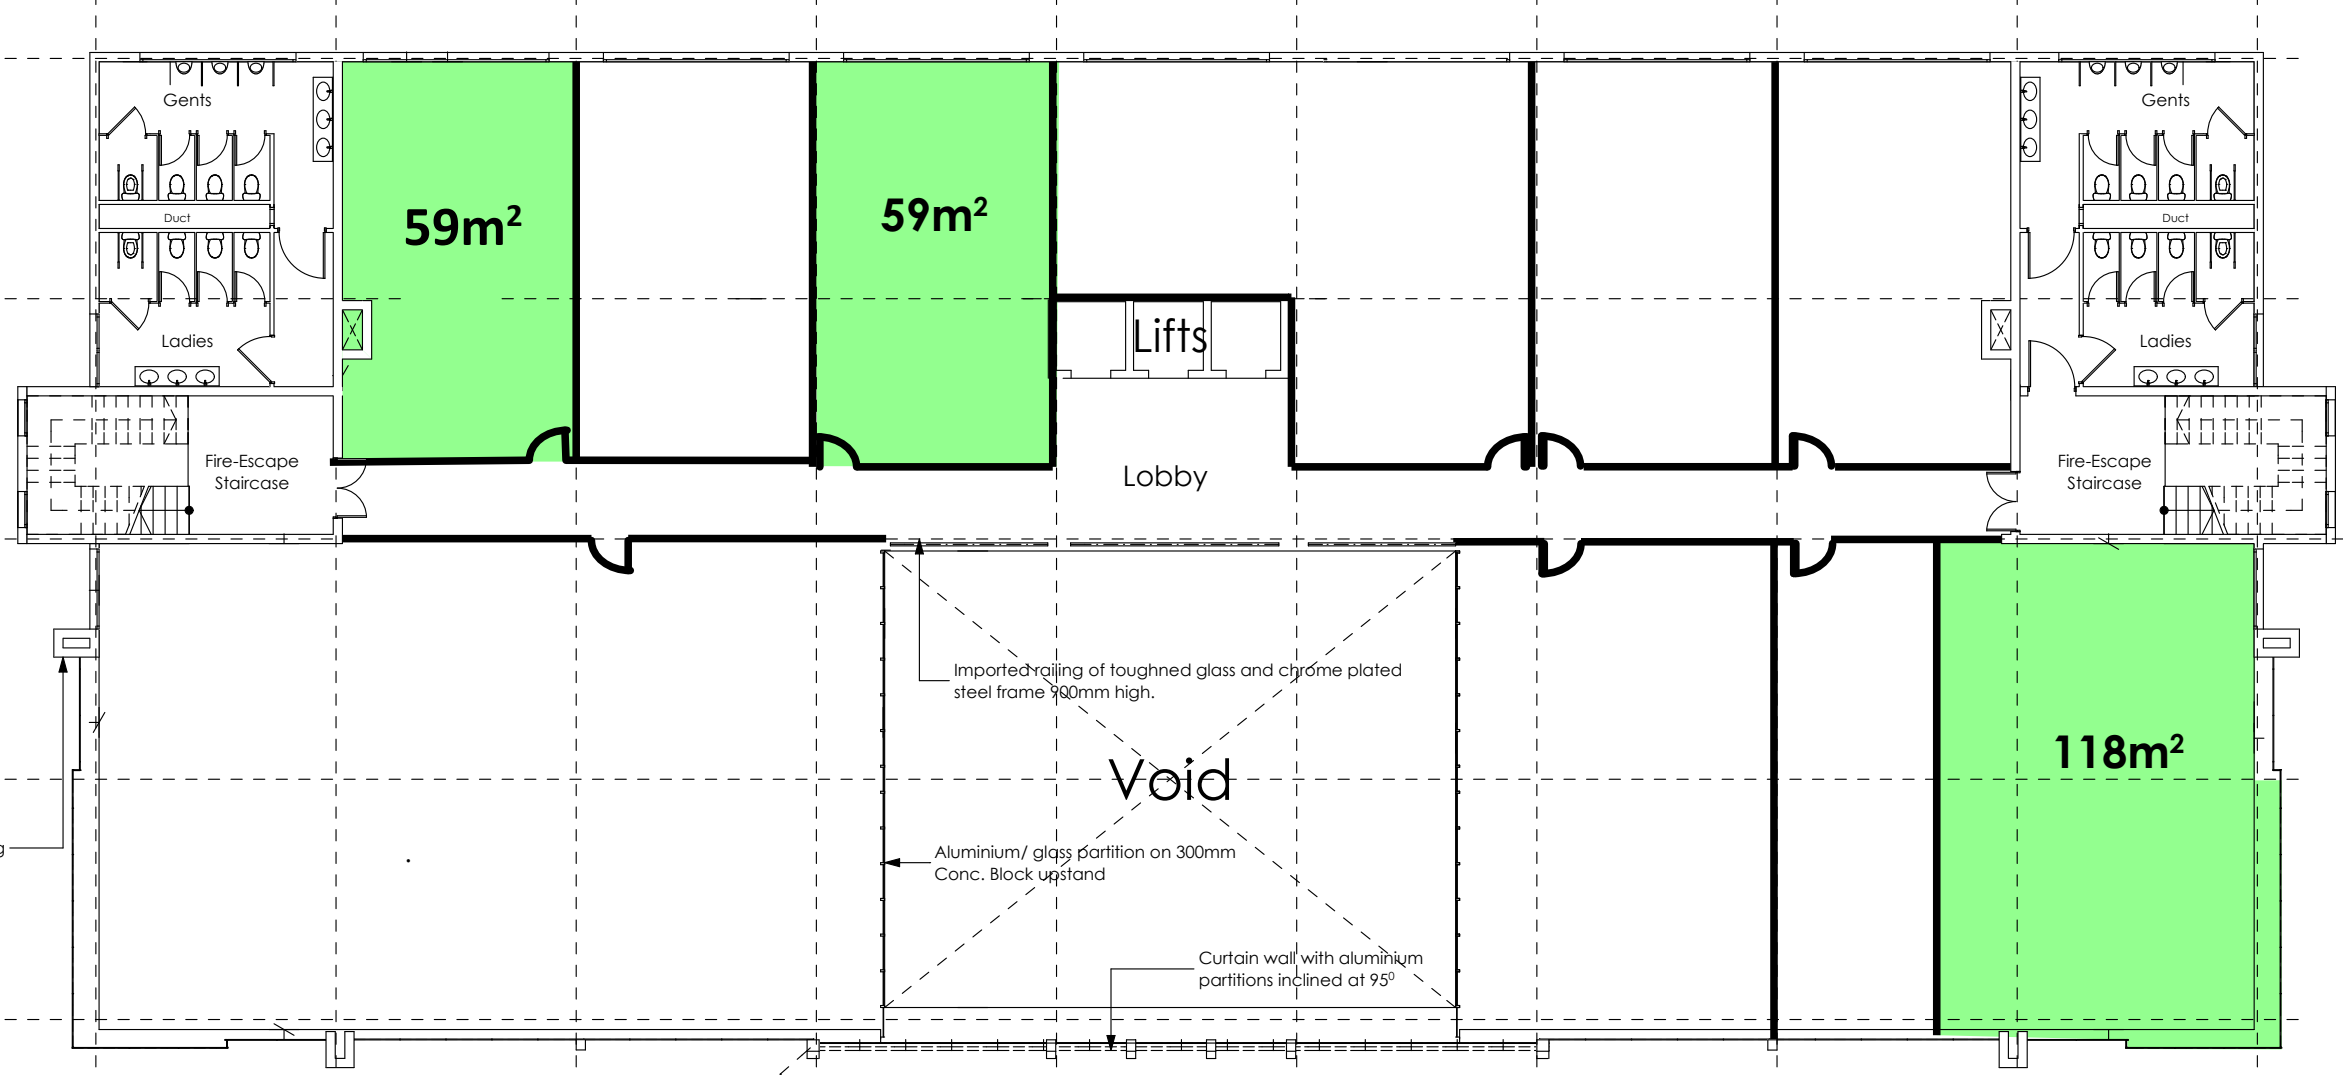 Gents
Gents
59m²
59m²
Duct
Duct
Lifts
Ladies
Ladies
Fire-Escape
Staircase
Lobby
Fire-Escape
Staircase
Imported railing of toughned glass and chrome plated
steel frame 900mm high.
118m²
Void
g
Aluminium/ glass partition on 300mm
Conc. Block upstand
Curtain wall with aluminium
partitions inclined at 95⁰